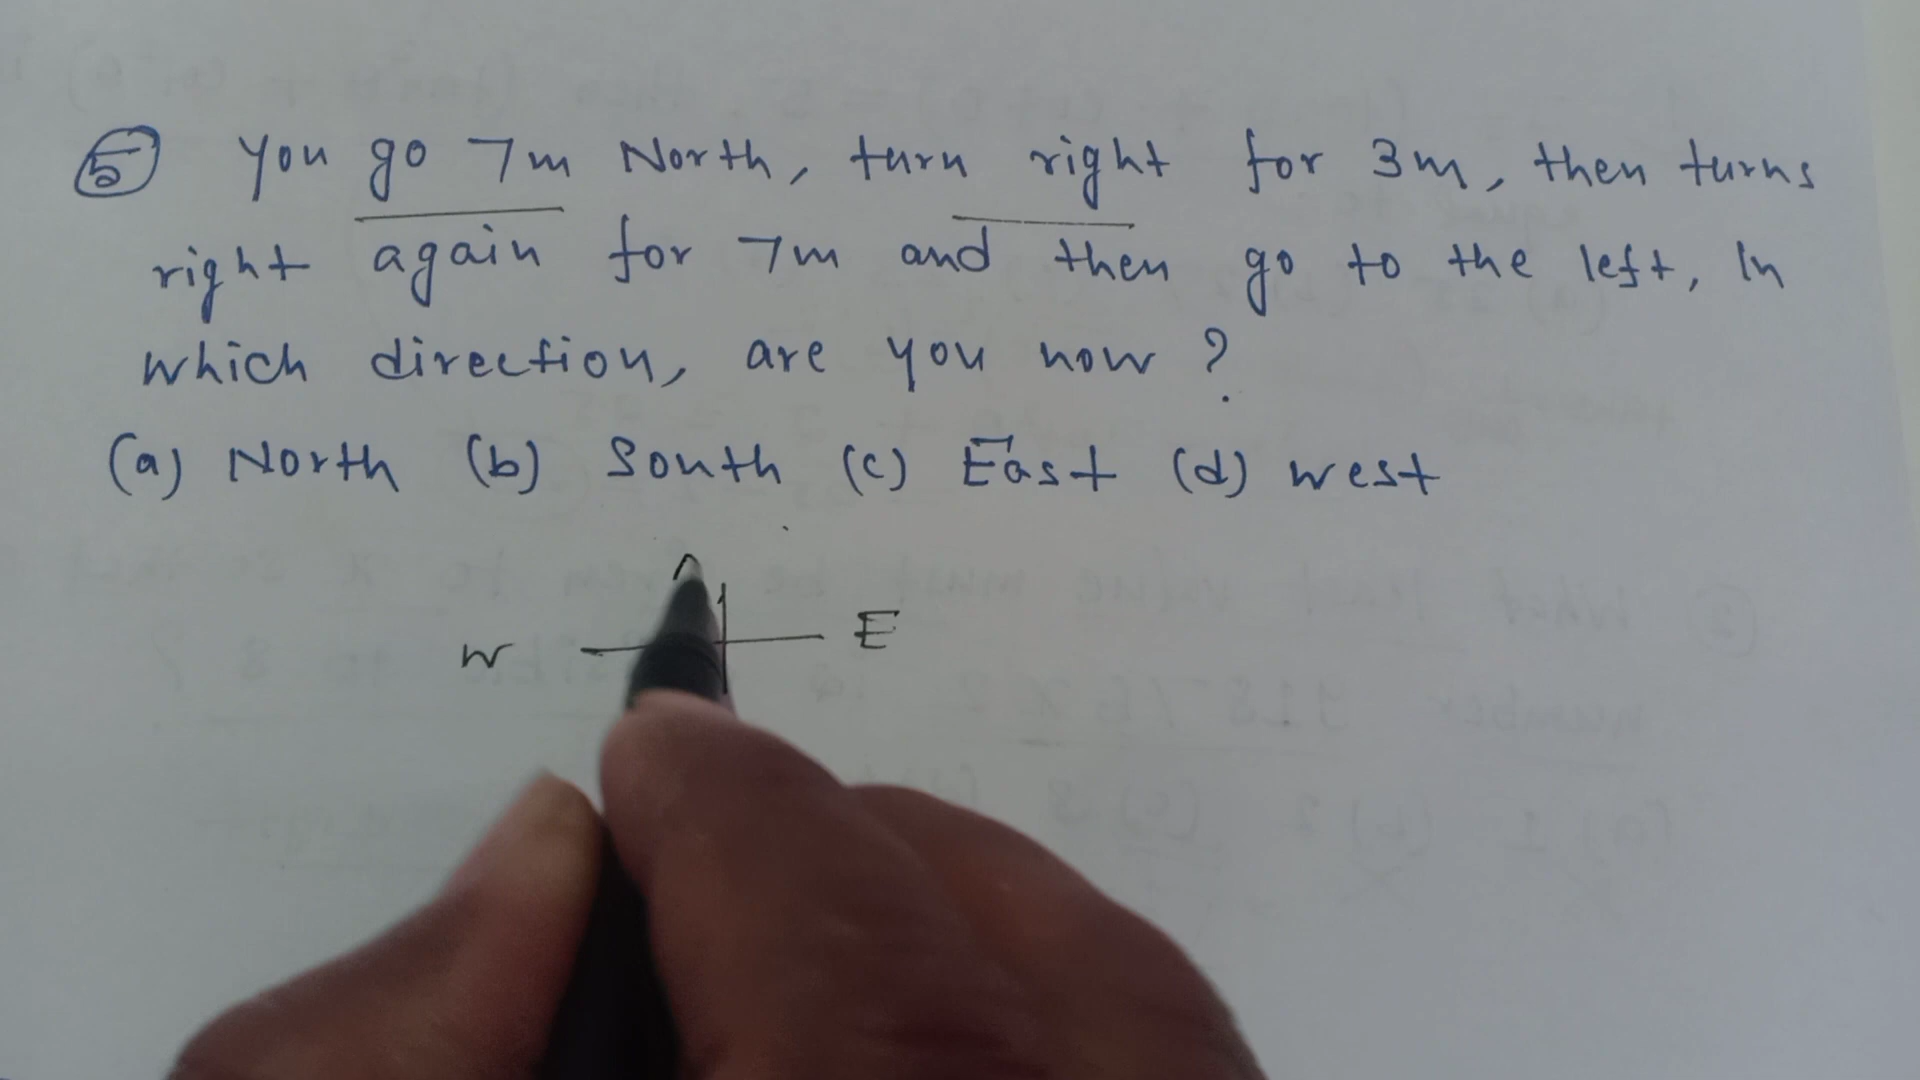 5 You go 7m North, turn right for 3m, then turns
right again for 7m and then go to the left, In
which direction, are you now ?
(a) North (b) South (c) East (d) west
W E